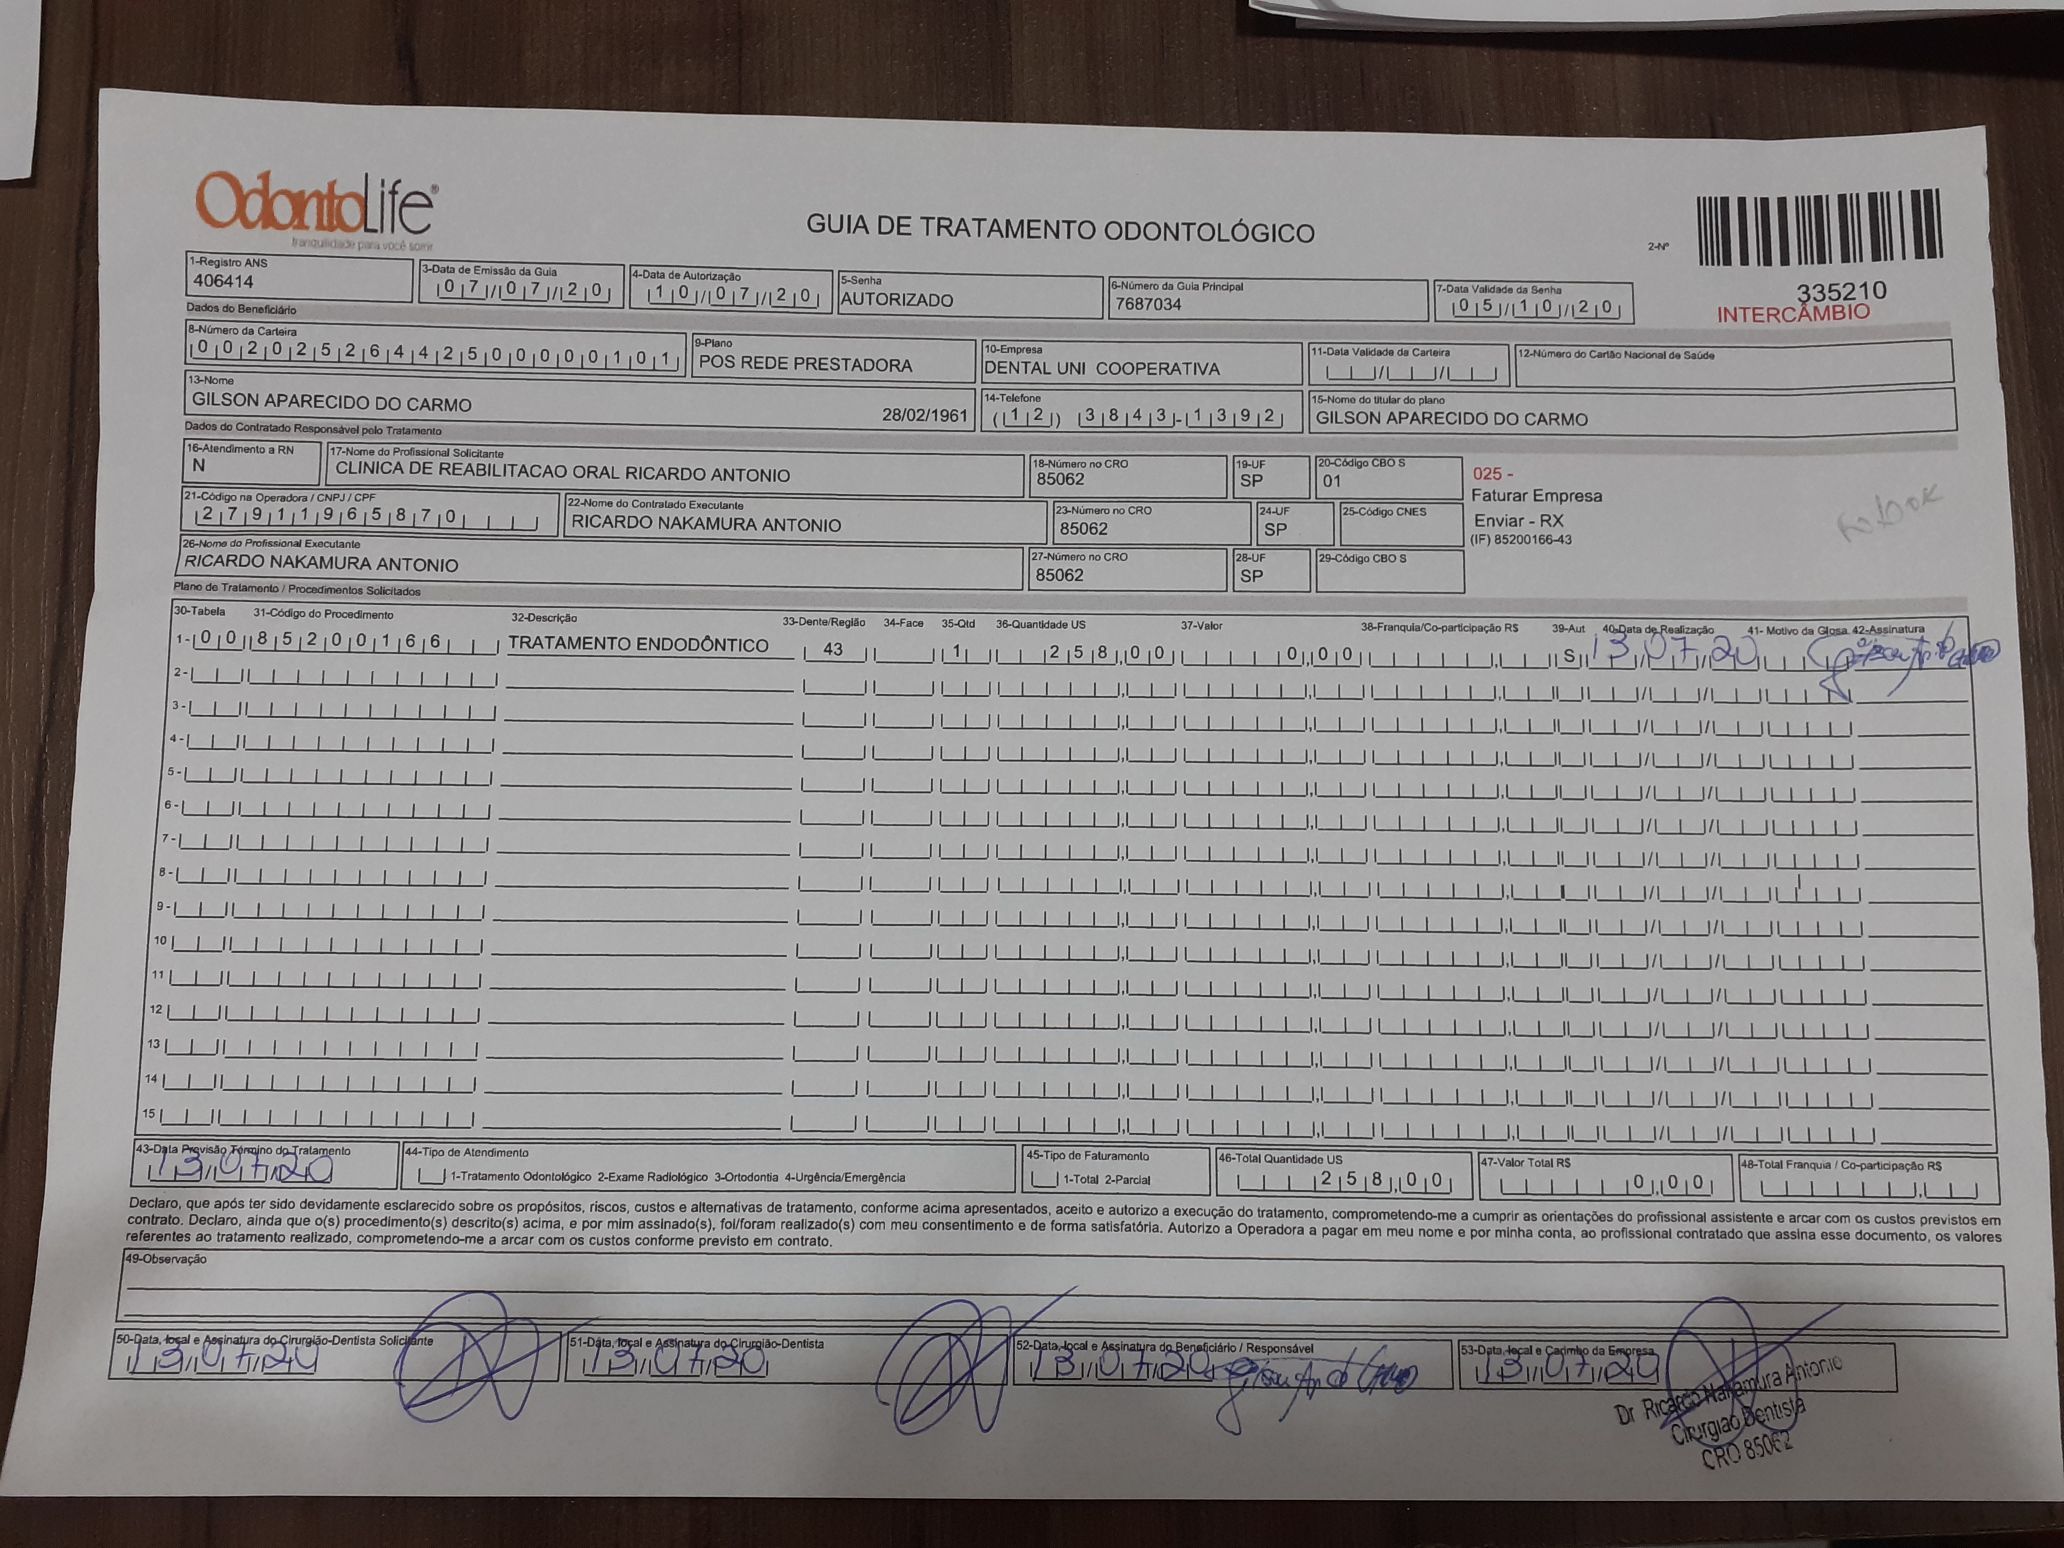 OdontoLife®
tranquilidade para você sorrir
GUIA DE TRATAMENTO ODONTOLÓGICO
2-Nº
335210
INTERCÂMBIO
1-Registro ANS
406414
3-Data de Emissão da Guia
07/07/20
4-Data de Autorização
10/07/20
5-Senha
AUTORIZADO
6-Número da Guia Principal
7687034
7-Data Validade da Senha
05/10/20
Dados do Beneficiário
8-Número da Carteira
00202526442500000101
9-Plano
POS REDE PRESTADORA
10-Empresa
DENTAL UNI COOPERATIVA
11-Data Validade da Carteira
12-Número do Cartão Nacional de Saúde
13-Nome
GILSON APARECIDO DO CARMO 28/02/1961
14-Telefone
(12) 3843-1392
15-Nome do titular do plano
GILSON APARECIDO DO CARMO
Dados do Contratado Responsável pelo Tratamento
16-Atendimento a RN
N
17-Nome do Profissional Solicitante
CLINICA DE REABILITACAO ORAL RICARDO ANTONIO
18-Número no CRO
85062
19-UF
SP
20-Código CBO S
01
025 -
Faturar Empresa
Enviar - RX
(IF) 85200166-43
21-Código na Operadora / CNPJ / CPF
27911965870
22-Nome do Contratado Executante
RICARDO NAKAMURA ANTONIO
23-Número no CRO
85062
24-UF
SP
25-Código CNES
26-Nome do Profissional Executante
RICARDO NAKAMURA ANTONIO
27-Número no CRO
85062
28-UF
SP
29-Código CBO S
Plano de Tratamento / Procedimentos Solicitados
30-Tabela 31-Código do Procedimento 32-Descrição 33-Dente/Região 34-Face 35-Qtd 36-Quantidade US 37-Valor 38-Franquia/Co-participação R$ 39-Aut 40-Data de Realização 41- Motivo da Glosa 42-Assinatura
1- 00 85200166 TRATAMENTO ENDODÔNTICO 43 1 258,00 0,00 S 13/07/20
2-
3-
4-
5-
6-
7-
8-
9-
10
11
12
13
14
15
43-Data Previsão Término do Tratamento
13/07/20
44-Tipo de Atendimento
1-Tratamento Odontológico 2-Exame Radiológico 3-Ortodontia 4-Urgência/Emergência
45-Tipo de Faturamento
1-Total 2-Parcial
46-Total Quantidade US
258,00
47-Valor Total R$
0,00
48-Total Franquia / Co-participação R$
Declaro, que após ter sido devidamente esclarecido sobre os propósitos, riscos, custos e alternativas de tratamento, conforme acima apresentados, aceito e autorizo a execução do tratamento, comprometendo-me a cumprir as orientações do profissional assistente e arcar com os custos previstos em
contrato. Declaro, ainda que o(s) procedimento(s) descrito(s) acima, e por mim assinado(s), foi/foram realizado(s) com meu consentimento e de forma satisfatória. Autorizo a Operadora a pagar em meu nome e por minha conta, ao profissional contratado que assina esse documento, os valores
referentes ao tratamento realizado, comprometendo-me a arcar com os custos conforme previsto em contrato.
49-Observação
50-Data, local e Assinatura do Cirurgião-Dentista Solicitante
13/07/20
51-Data, local e Assinatura do Cirurgião-Dentista
13/07/20
52-Data, local e Assinatura do Beneficiário / Responsável
13/07/20
53-Data, local e Carimbo da Empresa
13/07/20
Dr Ricardo Nakamura Antonio
Cirurgião Dentista
CRO 85062